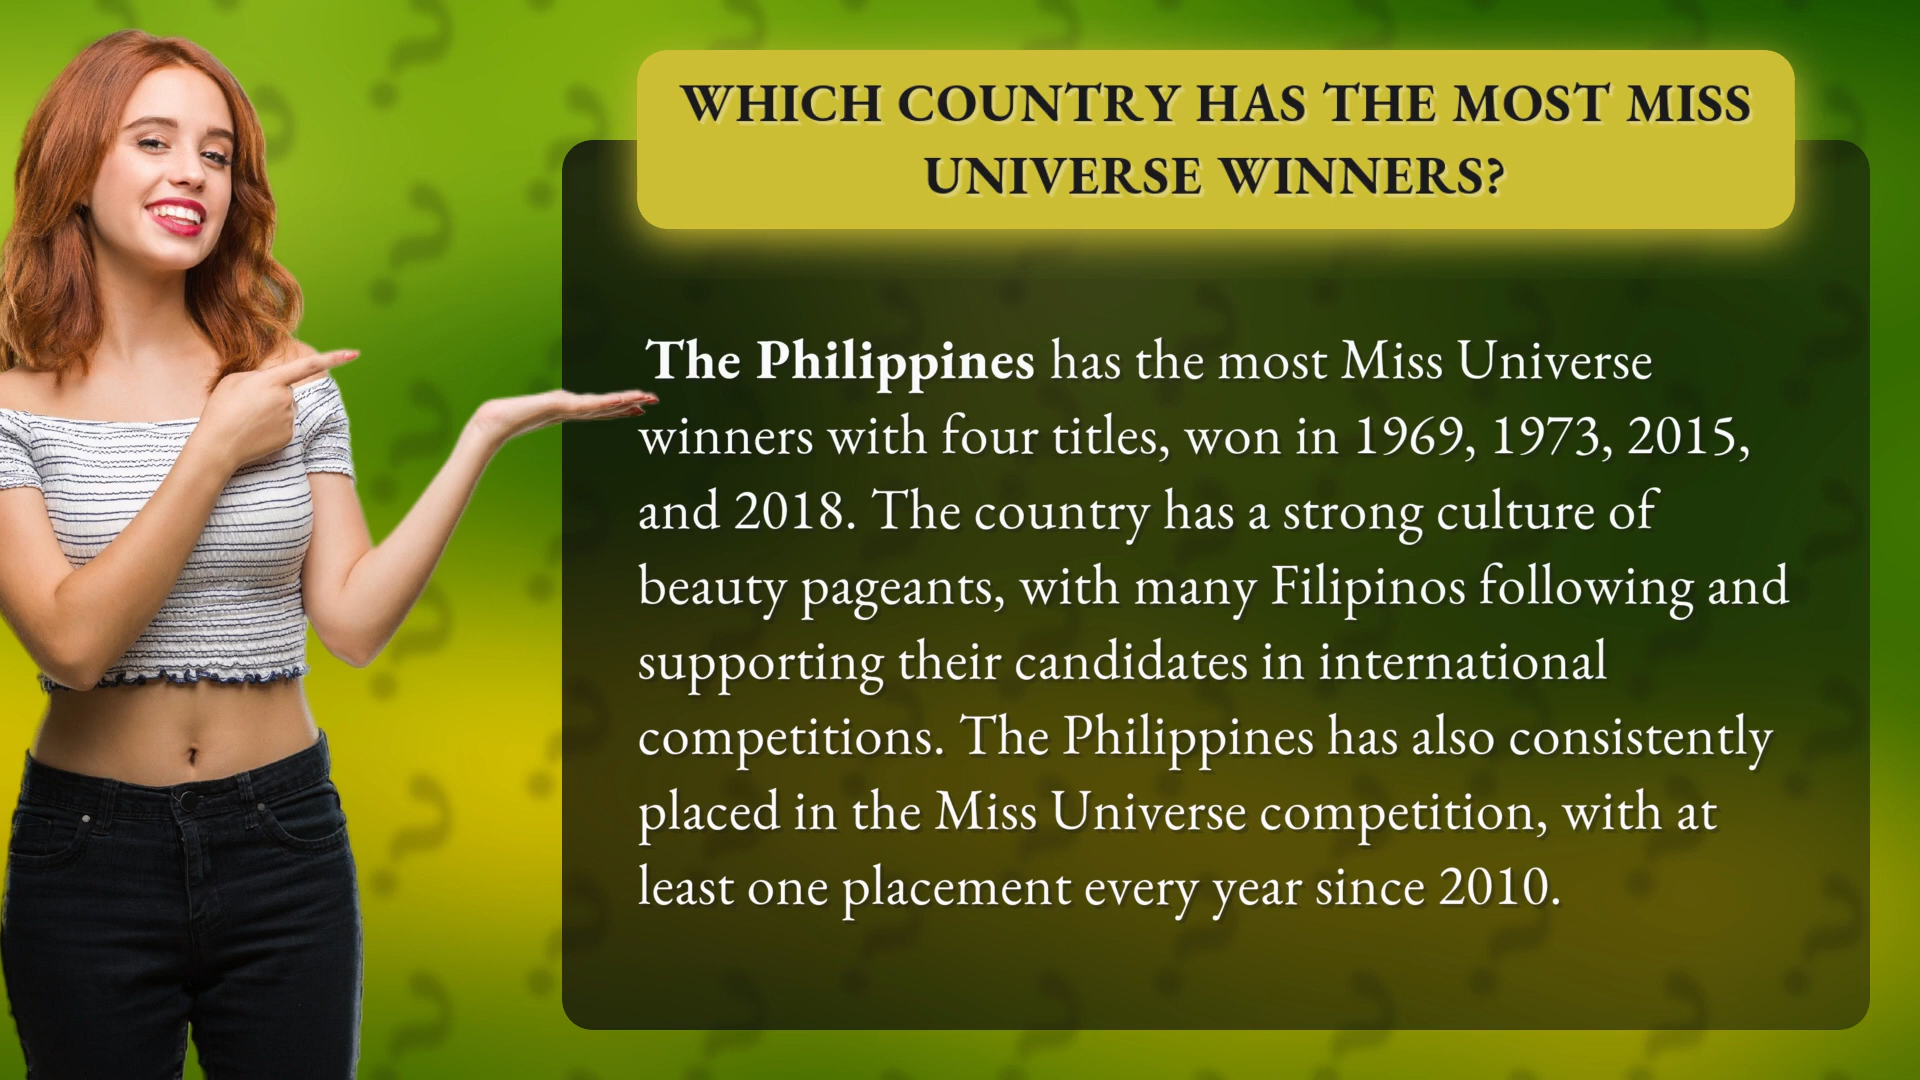 WHICH COUNTRY HAS THE MOST MISS
UNIVERSE WINNERS?
The Philippines has the most Miss Universe
winners with four titles, won in 1969, 1973, 2015,
and 2018. The country has a strong culture of
beauty pageants, with many Filipinos following and
supporting their candidates in international
competitions. The Philippines has also consistently
placed in the Miss Universe competition, with at
least one placement every year since 2010.